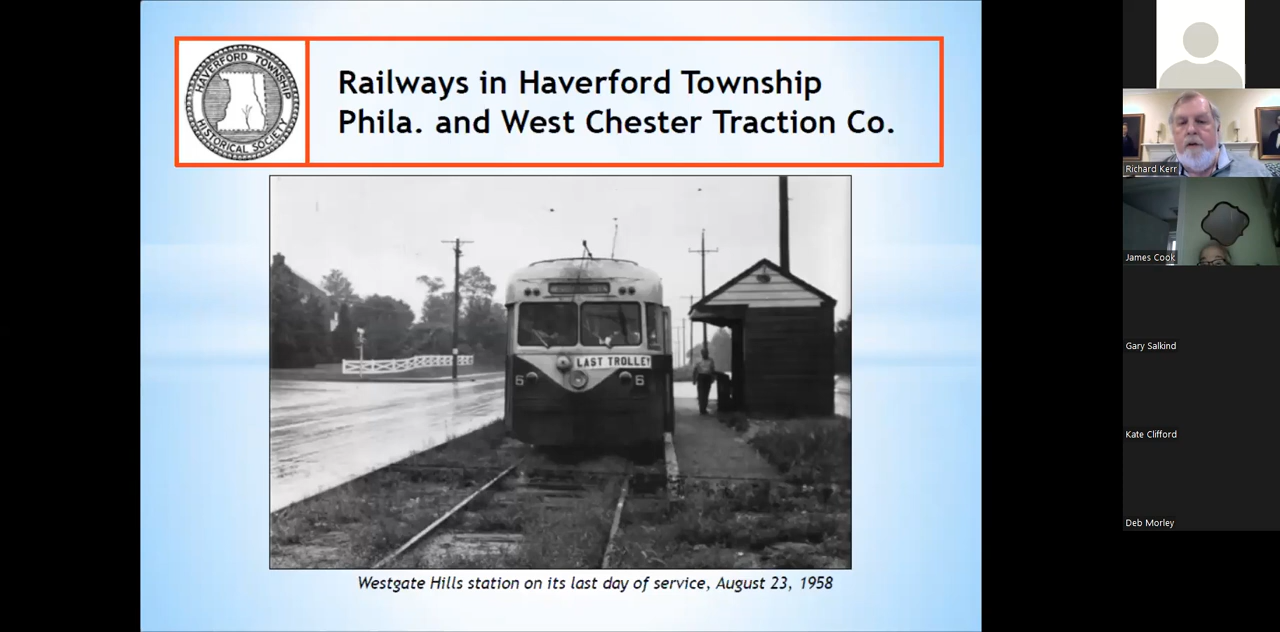 HAVERFORD TOWNSHIP
HISTORICAL SOCIETY
Railways in Haverford Township
Phila. and West Chester Traction Co.
LAST TROLLEY
6 6
Westgate Hills station on its last day of service, August 23, 1958
Richard Kerr
James Cook
Gary Salkind
Kate Clifford
Deb Morley